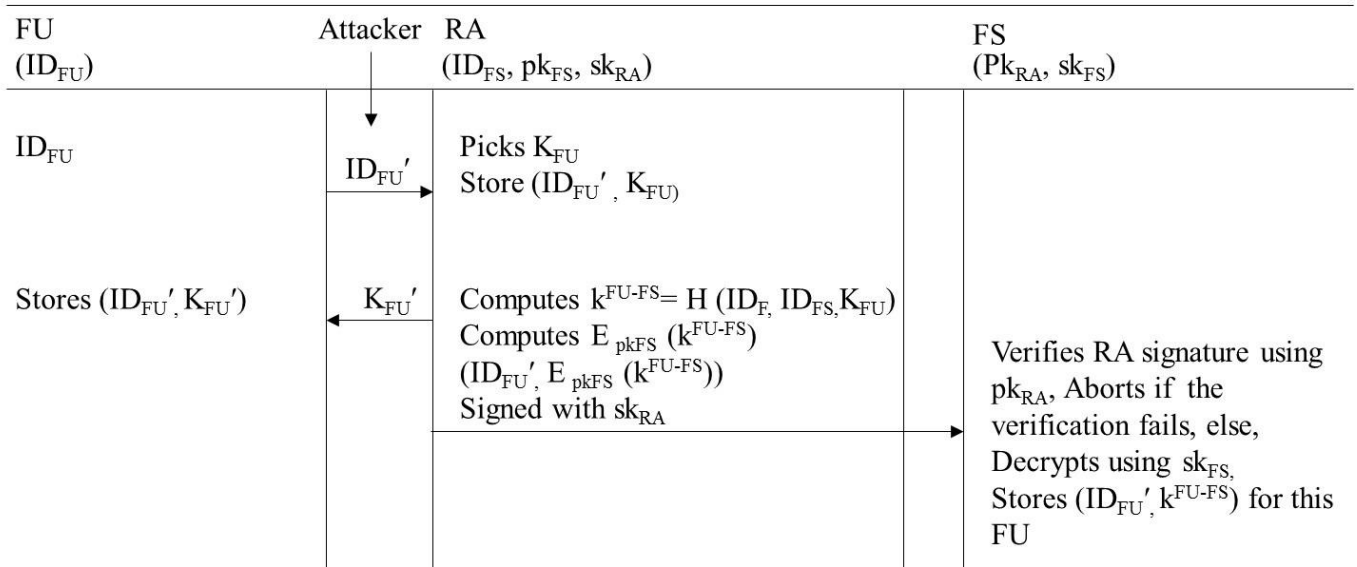 FU Attacker RA FS
(ID_FU) (ID_FS, pk_FS, sk_RA) (Pk_RA, sk_FS)
ID_FU
ID_FU′
Picks K_FU
Store (ID_FU′ , K_FU)
Stores (ID_FU′, K_FU′)
K_FU′
Computes k^FU-FS= H (ID_F, ID_FS,K_FU)
Computes E _pkFS (k^FU-FS)
(ID_FU′, E _pkFS (k^FU-FS))
Signed with sk_RA
Verifies RA signature using
pk_RA, Aborts if the
verification fails, else,
Decrypts using sk_FS,
Stores (ID_FU′, k^FU-FS) for this
FU